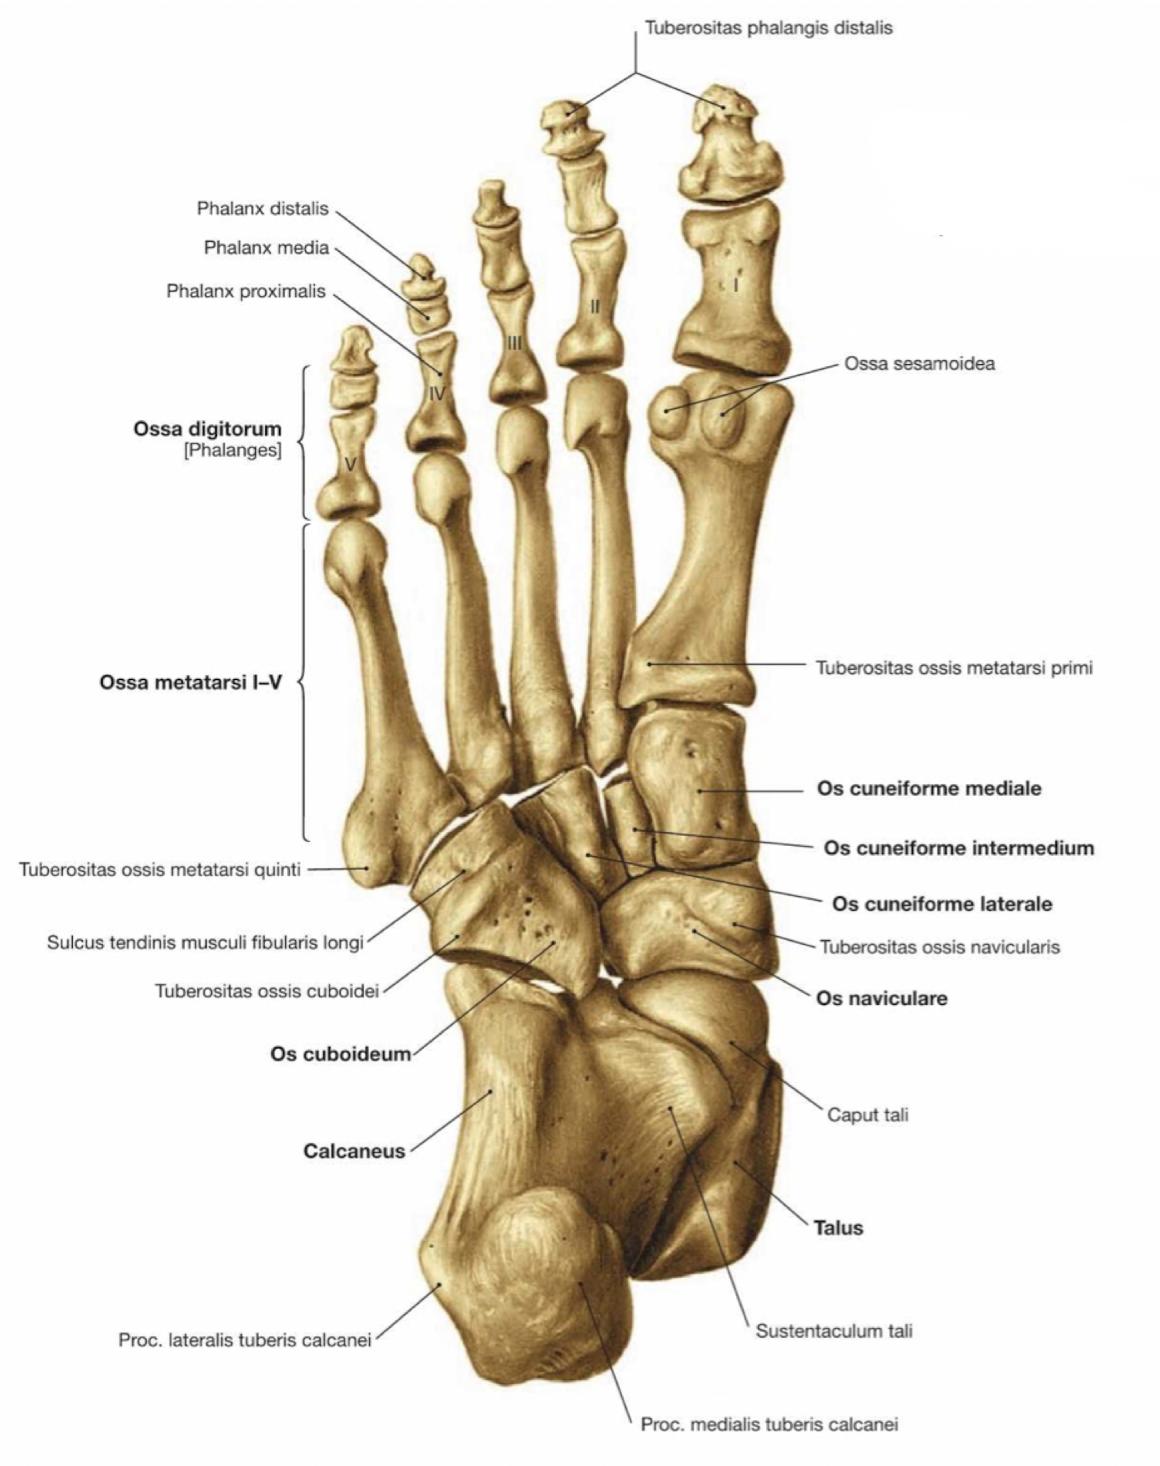 Tuberositas phalangis distalis
Phalanx distalis
Phalanx media
Phalanx proximalis
I
II
III
IV
V
Ossa sesamoidea
Ossa digitorum
[Phalanges]
Ossa metatarsi I–V
Tuberositas ossis metatarsi primi
Os cuneiforme mediale
Os cuneiforme intermedium
Tuberositas ossis metatarsi quinti
Os cuneiforme laterale
Sulcus tendinis musculi fibularis longi
Tuberositas ossis navicularis
Tuberositas ossis cuboidei
Os naviculare
Os cuboideum
Caput tali
Calcaneus
Talus
Proc. lateralis tuberis calcanei
Sustentaculum tali
Proc. medialis tuberis calcanei